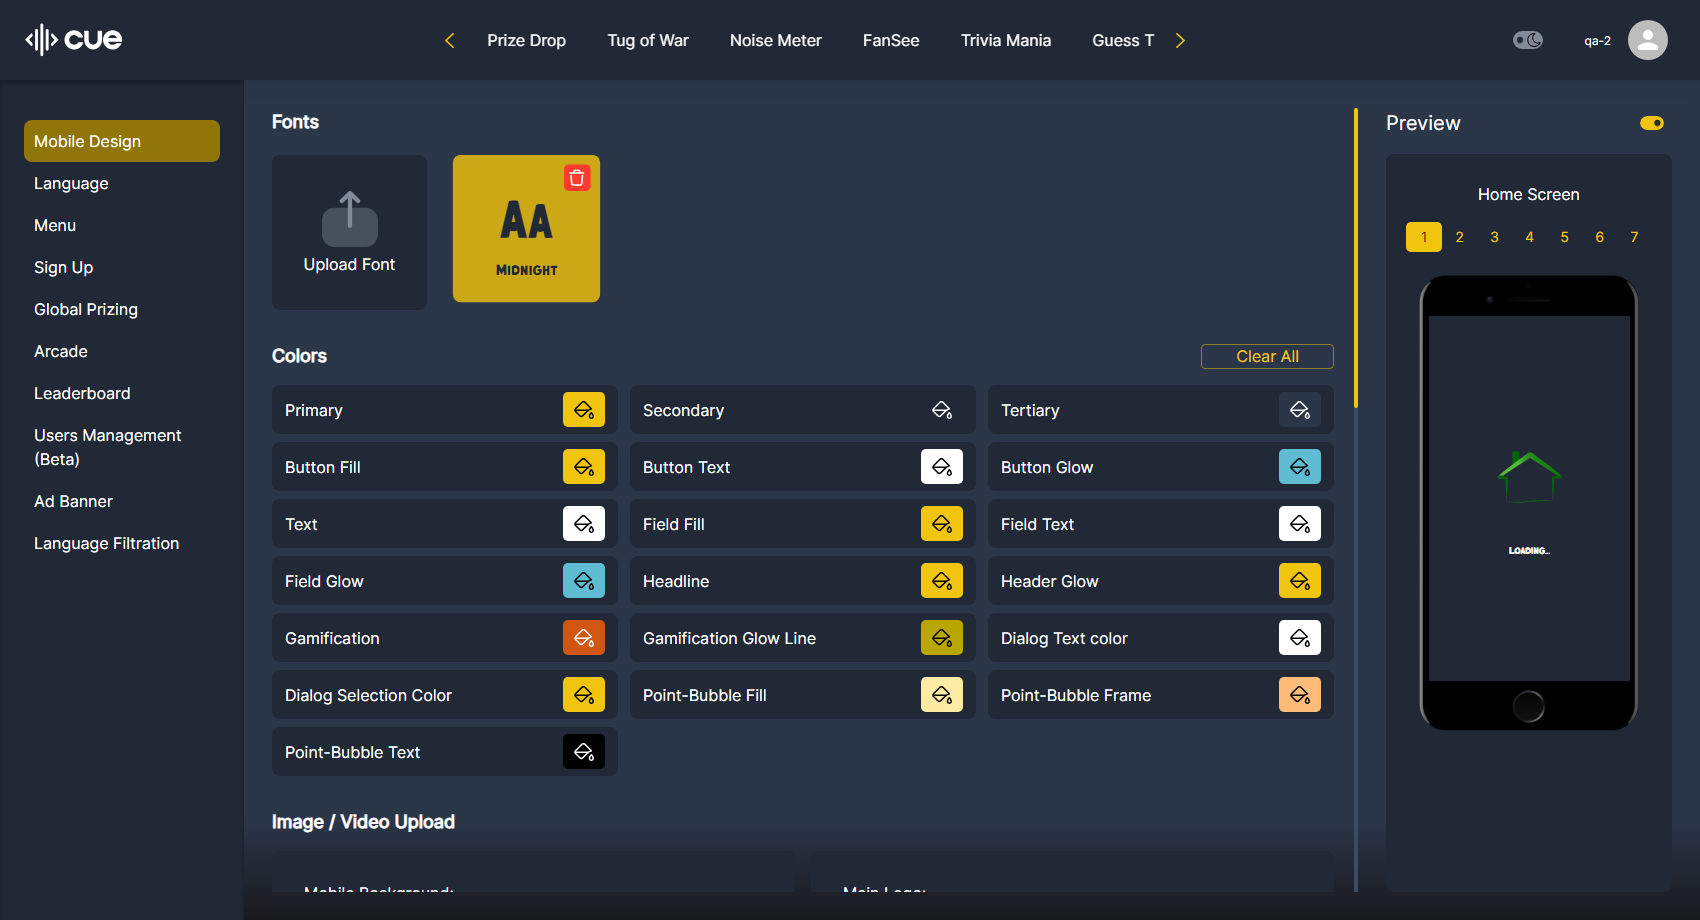 cue
Prize Drop
Tug of War
Noise Meter
FanSee
Trivia Mania
Guess T
qa-2
Mobile Design
Language
Menu
Sign Up
Global Prizing
Arcade
Leaderboard
Users Management
(Beta)
Ad Banner
Language Filtration
Fonts
Upload Font
AA
MIDNIGHT
Colors
Clear All
Primary
Secondary
Tertiary
Button Fill
Button Text
Button Glow
Text
Field Fill
Field Text
Field Glow
Headline
Header Glow
Gamification
Gamification Glow Line
Dialog Text color
Dialog Selection Color
Point-Bubble Fill
Point-Bubble Frame
Point-Bubble Text
Image / Video Upload
Mobile Background:
Main Logo:
Preview
Home Screen
1 2 3 4 5 6 7
LOADING...